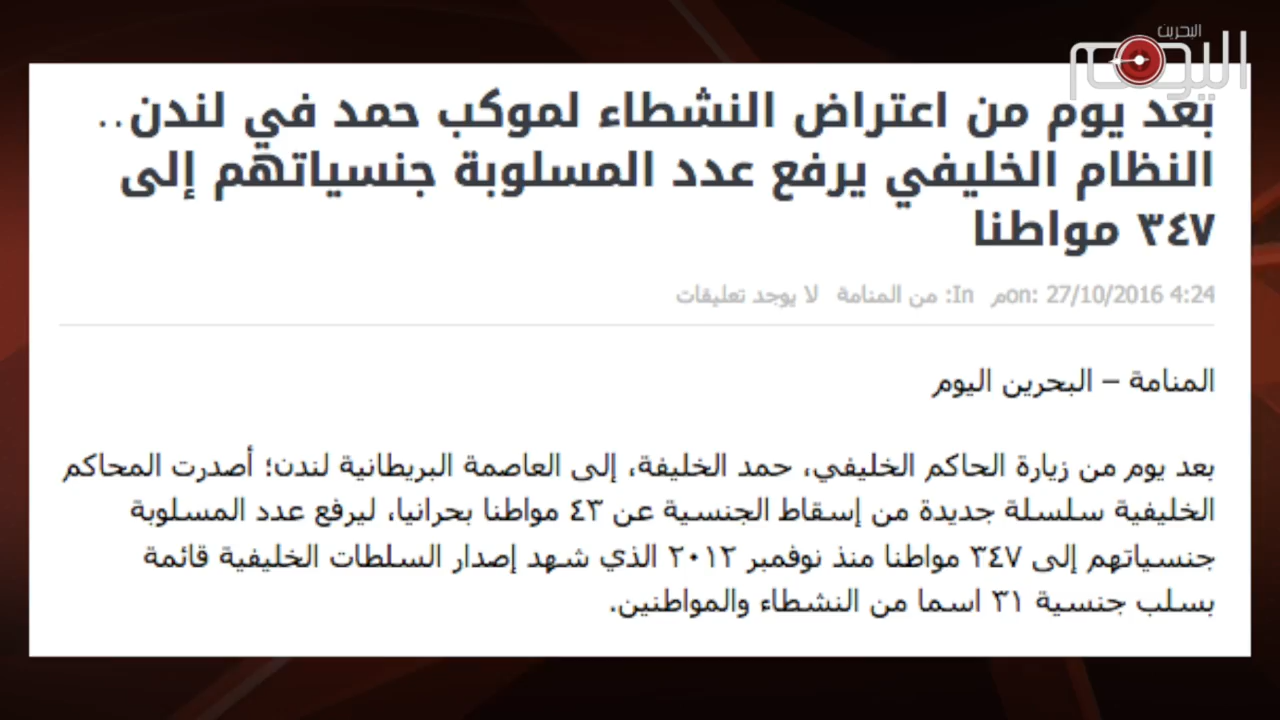 البحرين
اليوم
بعد يوم من اعتراض النشطاء لموكب حمد في لندن..
النظام الخليفي يرفع عدد المسلوبة جنسياتهم إلى
٣٤٧ مواطنا
on: 27/10/2016 4:24م In: من المنامة لا يوجد تعليقات
المنامة – البحرين اليوم
بعد يوم من زيارة الحاكم الخليفي، حمد الخليفة، إلى العاصمة البريطانية لندن؛ أصدرت المحاكم
الخليفية سلسلة جديدة من إسقاط الجنسية عن ٤٣ مواطنا بحرانيا، ليرفع عدد المسلوبة
جنسياتهم إلى ٣٤٧ مواطنا منذ نوفمبر ٢٠١٢ الذي شهد إصدار السلطات الخليفية قائمة
بسلب جنسية ٣١ اسما من النشطاء والمواطنين.